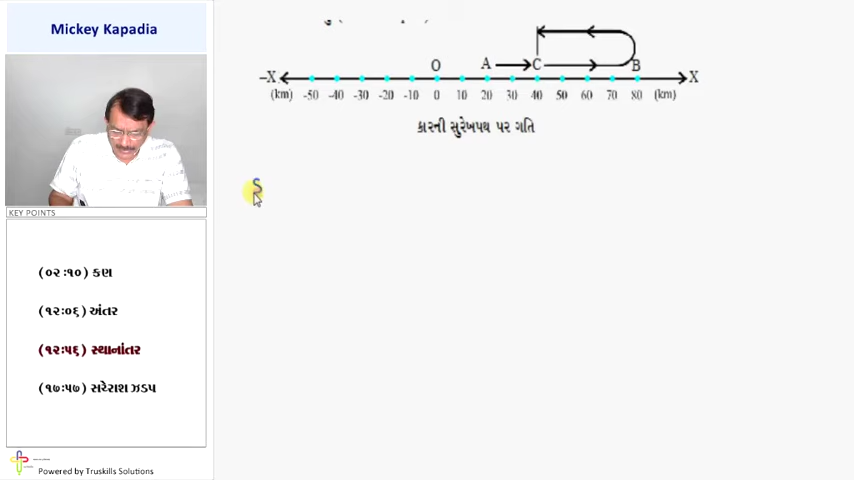 Mickey Kapadia
O A C B
-X X
(km) -50 -40 -30 -20 -10 0 10 20 30 40 50 60 70 80 (km)
કારની સુરેખપથ પર ગતિ
S
KEY POINTS
(૦૨:૧૦) કણ
(૧૨:૦૬) અંતર
(૧૨:૫૬) સ્થાનાંતર
(૧૭:૫૭) સરેરાશ ઝડપ
Powered by Truskills Solutions